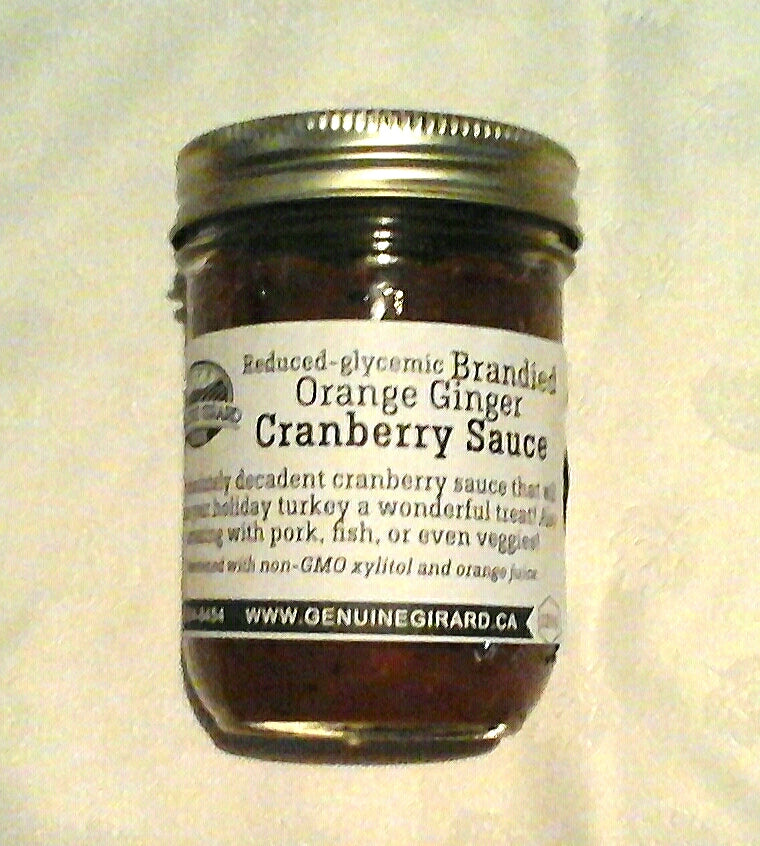 Reduced-glycemic Brandied
Orange Ginger
GIRARD
Cranberry Sauce
decadent cranberry sauce that
holiday turkey a wonderful treat!
with pork, fish, or even veggies!
with non-GMO xylitol and orange juice
WWW.GENUINEGIRARD.CA